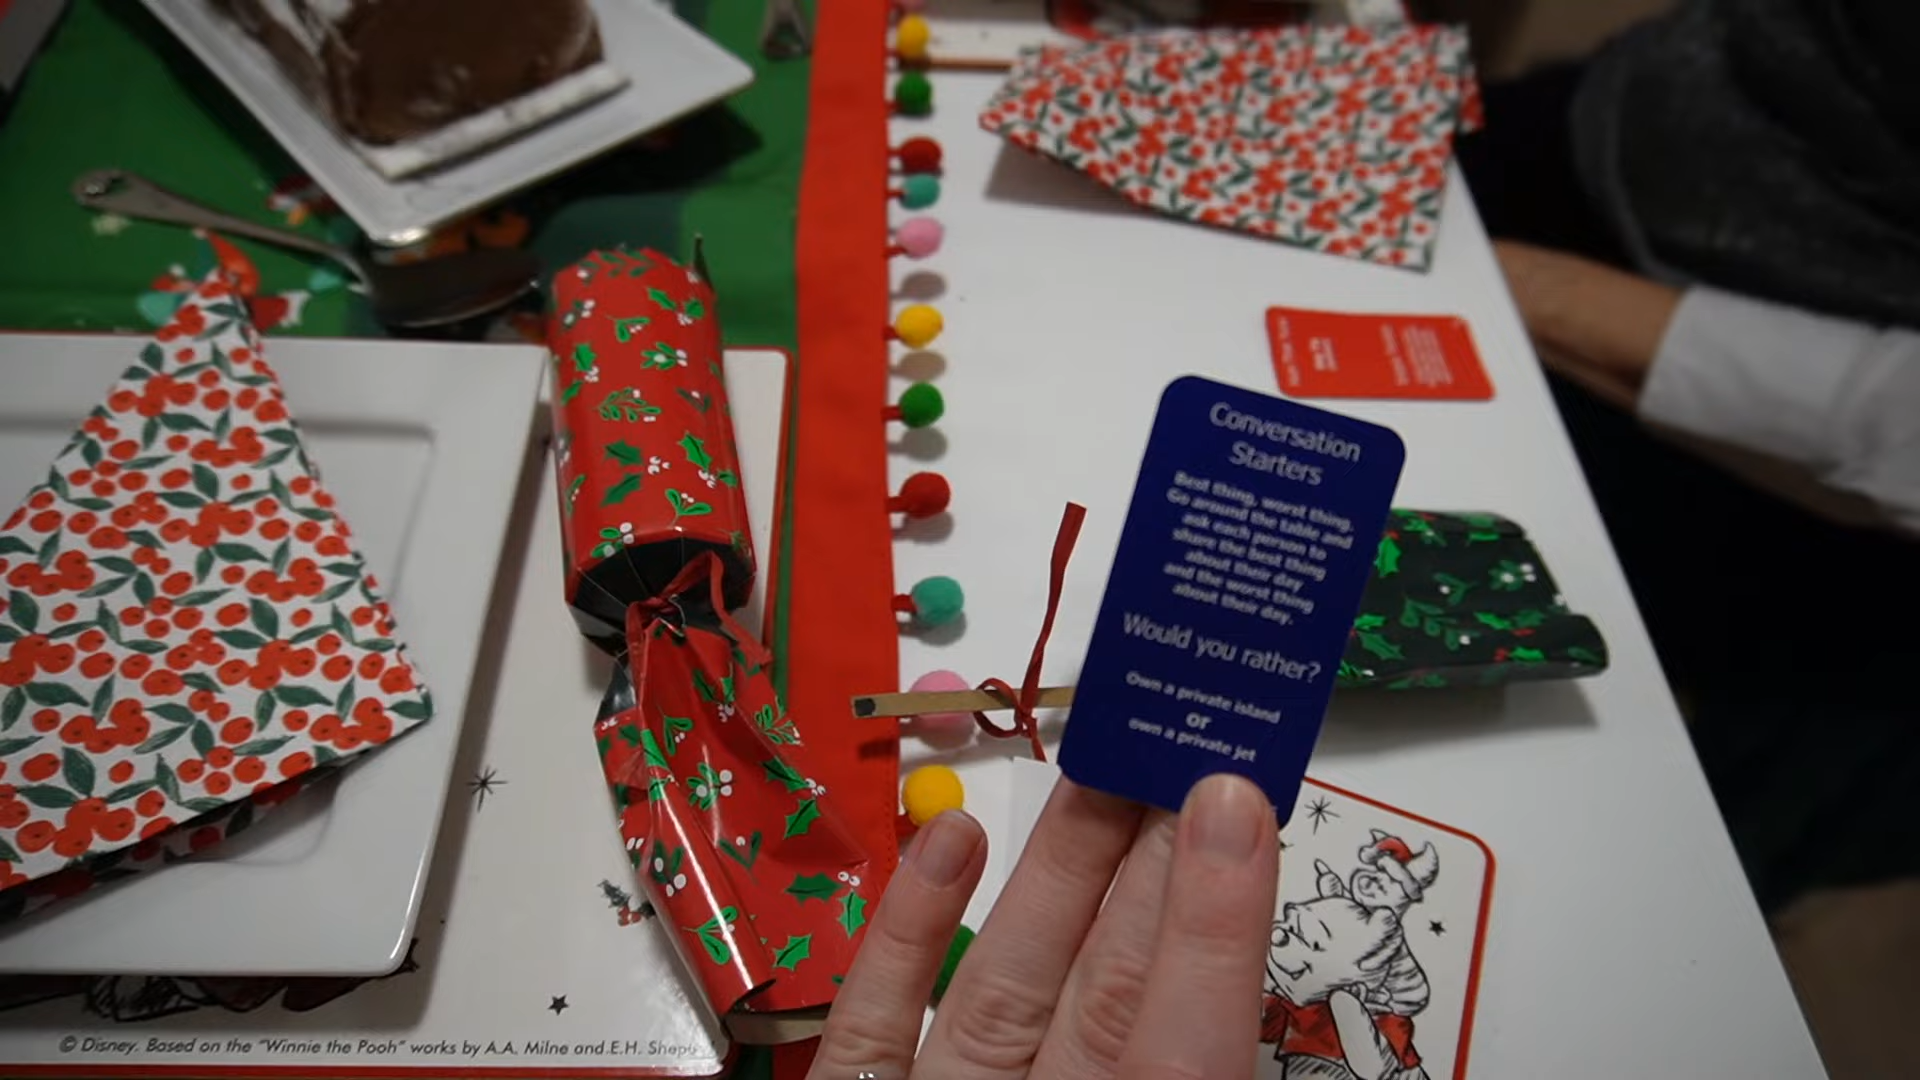 Conversation
Starters
Best thing, worst thing.
Go around the table and
ask each person to
share the best thing
about their day
and the worst thing
about their day.
Would you rather?
Own a private island
or
own a private jet
© Disney. Based on the "Winnie the Pooh" works by A.A. Milne and E.H.